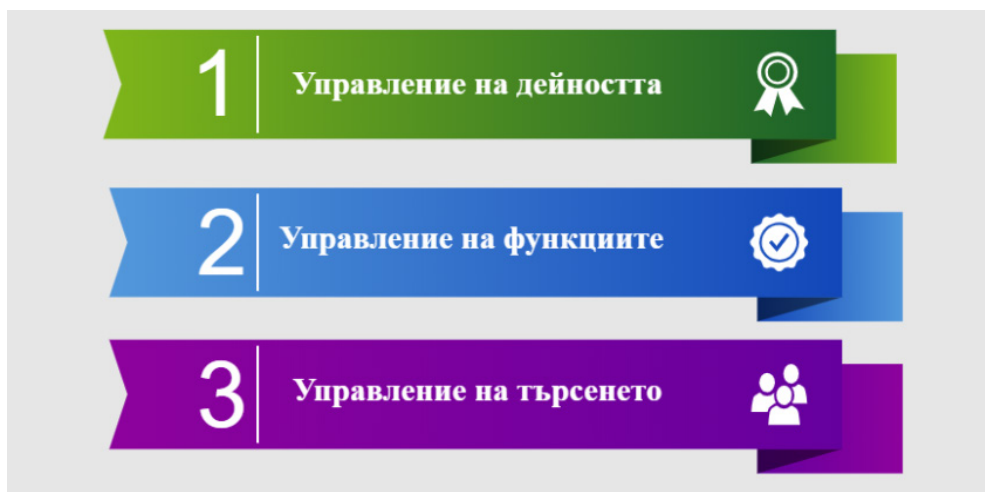 1 Управление на дейността
2 Управление на функциите
3 Управление на търсенето